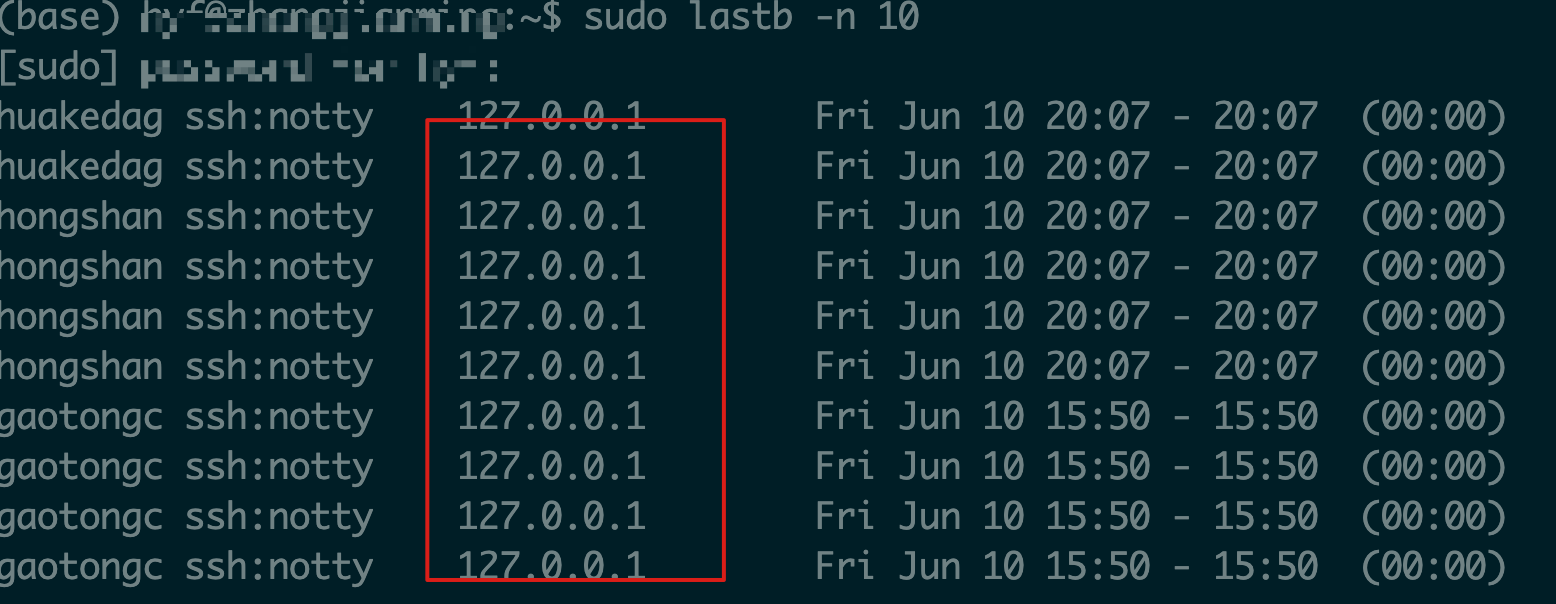 (base) :~$ sudo lastb -n 10
[sudo] :
huakedag ssh:notty 127.0.0.1 Fri Jun 10 20:07 - 20:07 (00:00)
huakedag ssh:notty 127.0.0.1 Fri Jun 10 20:07 - 20:07 (00:00)
hongshan ssh:notty 127.0.0.1 Fri Jun 10 20:07 - 20:07 (00:00)
hongshan ssh:notty 127.0.0.1 Fri Jun 10 20:07 - 20:07 (00:00)
hongshan ssh:notty 127.0.0.1 Fri Jun 10 20:07 - 20:07 (00:00)
hongshan ssh:notty 127.0.0.1 Fri Jun 10 20:07 - 20:07 (00:00)
gaotongc ssh:notty 127.0.0.1 Fri Jun 10 15:50 - 15:50 (00:00)
gaotongc ssh:notty 127.0.0.1 Fri Jun 10 15:50 - 15:50 (00:00)
gaotongc ssh:notty 127.0.0.1 Fri Jun 10 15:50 - 15:50 (00:00)
gaotongc ssh:notty 127.0.0.1 Fri Jun 10 15:50 - 15:50 (00:00)